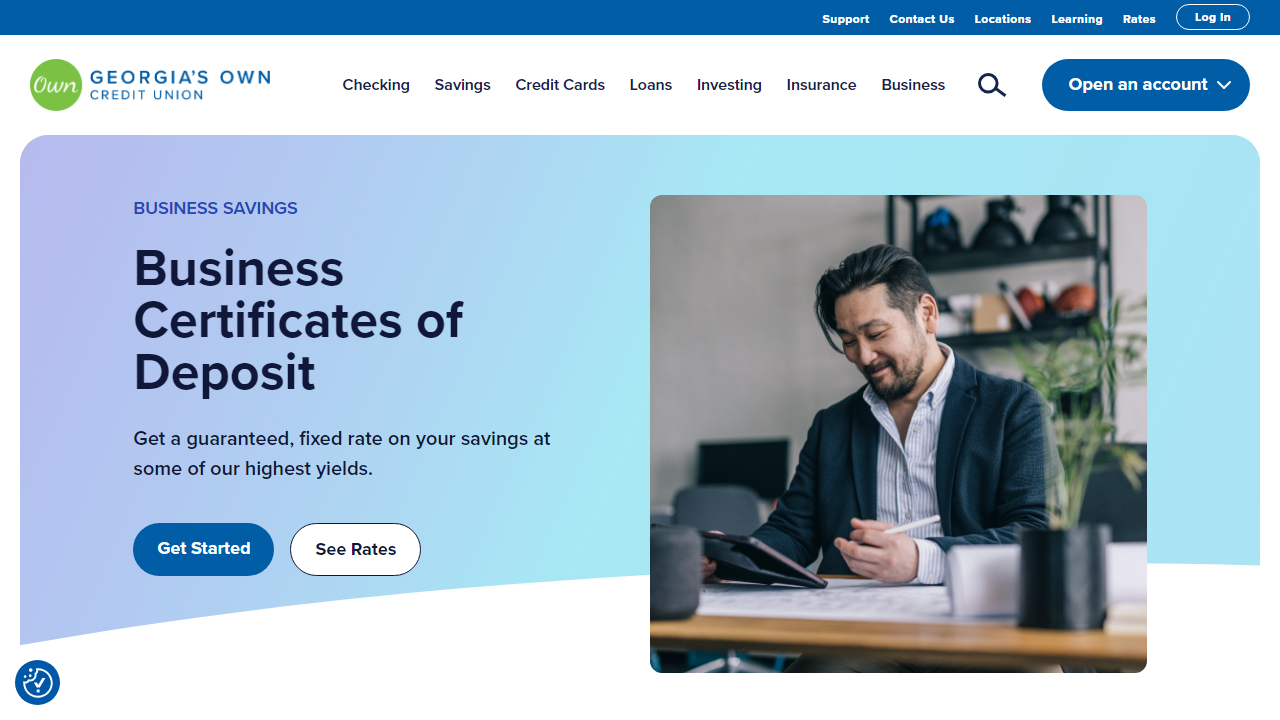 Support Contact Us Locations Learning Rates Log In
Own GEORGIA'S OWN
CREDIT UNION
Checking Savings Credit Cards Loans Investing Insurance Business Open an account
BUSINESS SAVINGS
Business
Certificates of
Deposit
Get a guaranteed, fixed rate on your savings at
some of our highest yields.
Get Started See Rates